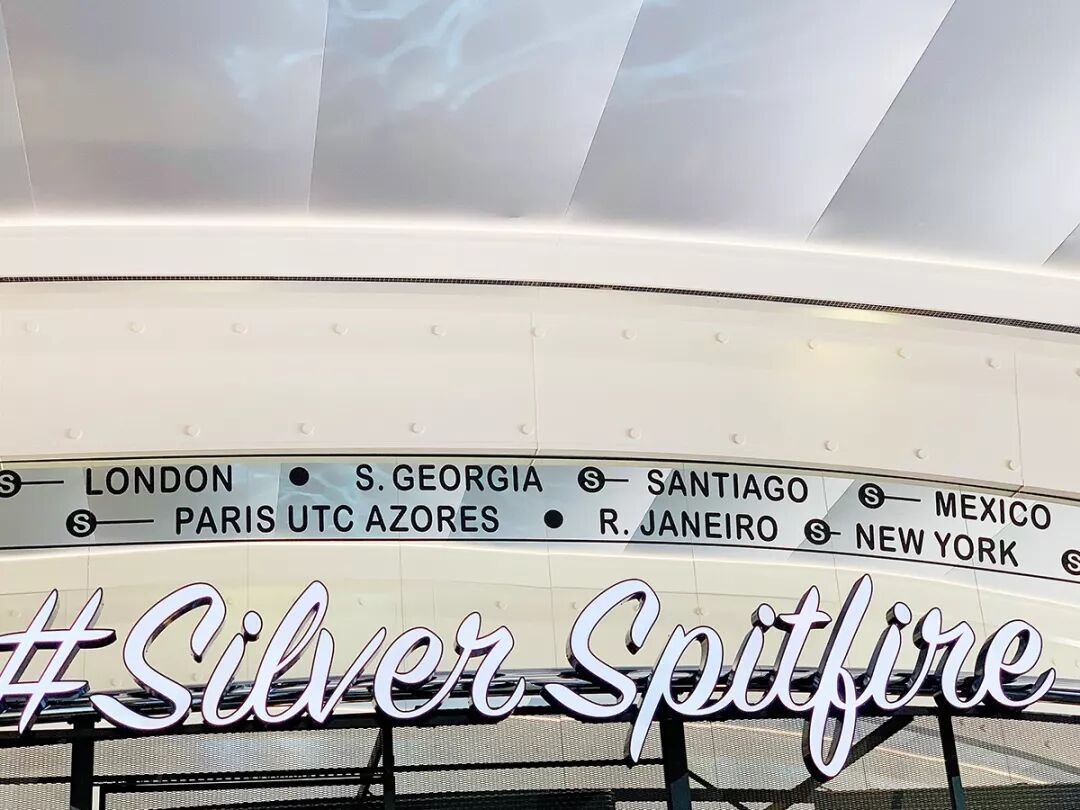 S LONDON ● S. GEORGIA S SANTIAGO S MEXICO
S PARIS UTC AZORES ● R. JANEIRO S NEW YORK S
#Silver Spitfire